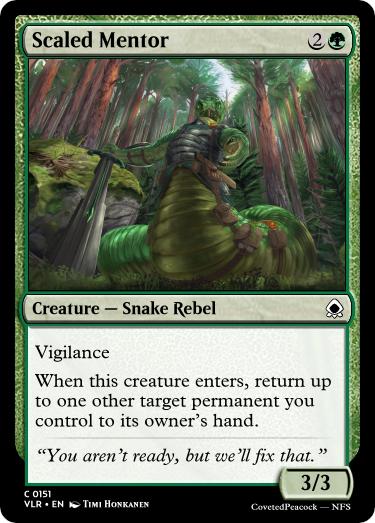 Scaled Mentor 2
Creature — Snake Rebel
Vigilance
When this creature enters, return up
to one other target permanent you
control to its owner's hand.
“You aren't ready, but we'll fix that.”
3/3
C 0151
VLR • EN Timi Honkanen
CovetedPeacock — NFS